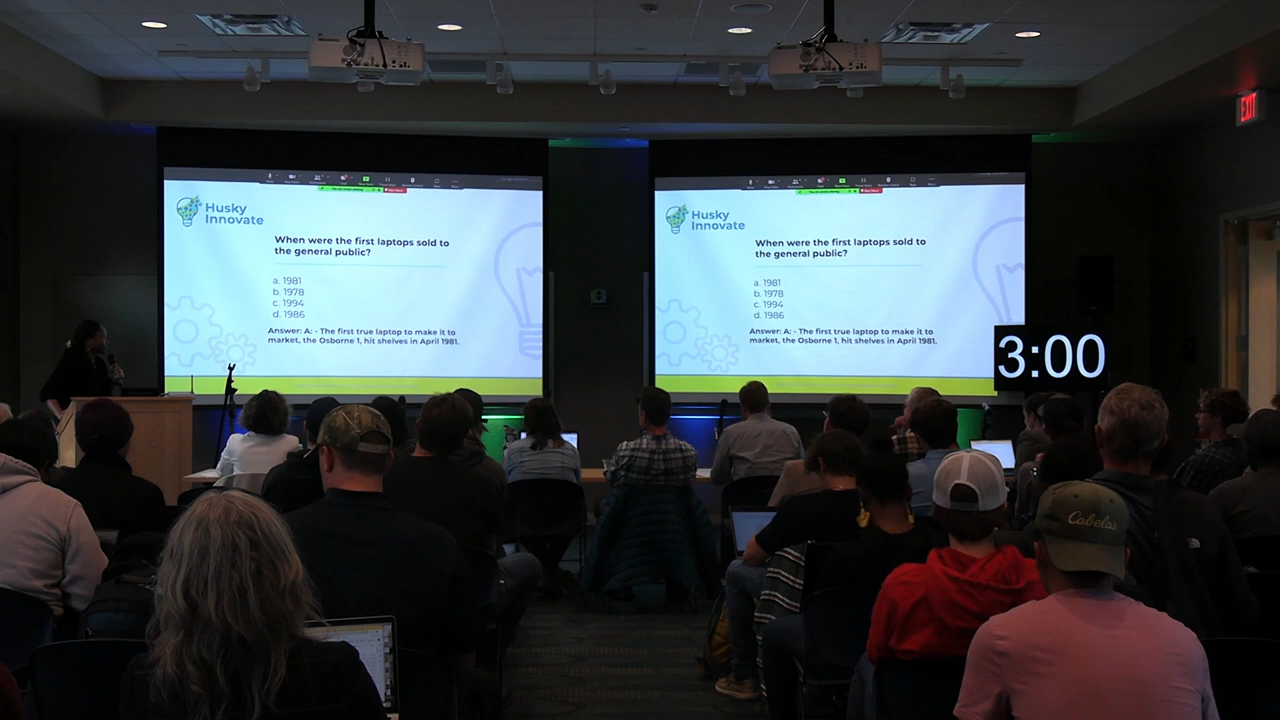 EXIT
Husky
Innovate
When were the first laptops sold to
the general public?
a. 1981
b. 1978
c. 1994
d. 1986
Answer: A: - The first true laptop to make it to
market, the Osborne 1, hit shelves in April 1981.
Husky
Innovate
When were the first laptops sold to
the general public?
a. 1981
b. 1978
c. 1994
d. 1986
Answer: A: - The first true laptop to make it to
market, the Osborne 1, hit shelves in April 1981.
3:00
Cabela's